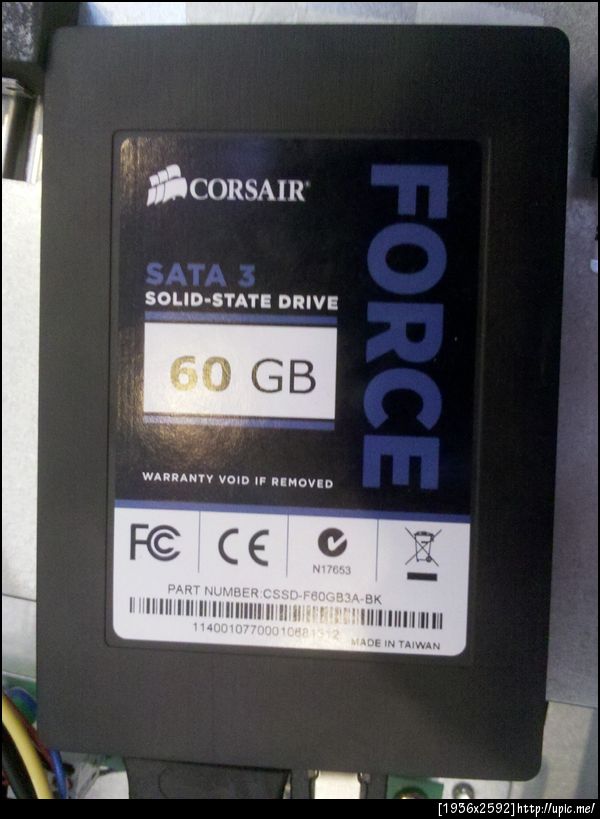 CORSAIR
FORCE
SATA 3
SOLID-STATE DRIVE
60 GB
WARRANTY VOID IF REMOVED
FC CE
N17653
PART NUMBER:CSSD-F60GB3A-BK
MADE IN TAIWAN
[1936x2592]http://upic.me/